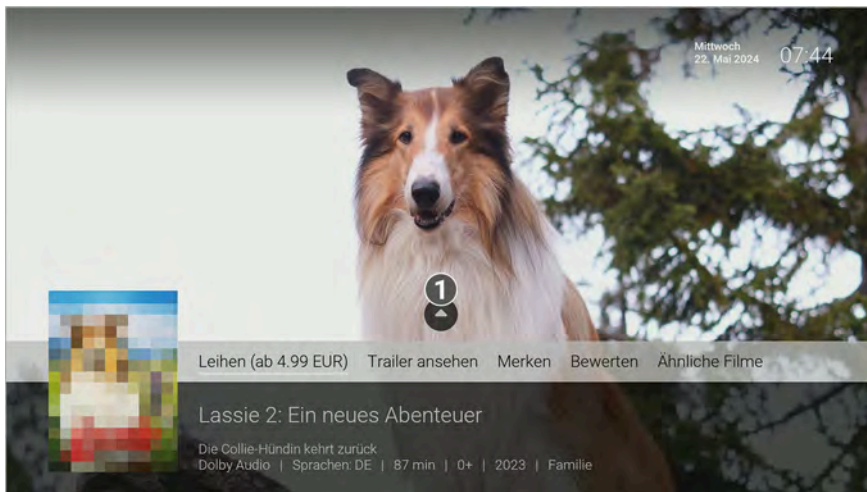 Mittwoch
22. Mai 2024
07:44
1
Leihen (ab 4.99 EUR) Trailer ansehen Merken Bewerten Ähnliche Filme
Lassie 2: Ein neues Abenteuer
Die Collie-Hündin kehrt zurück
Dolby Audio | Sprachen: DE | 87 min | 0+ | 2023 | Familie